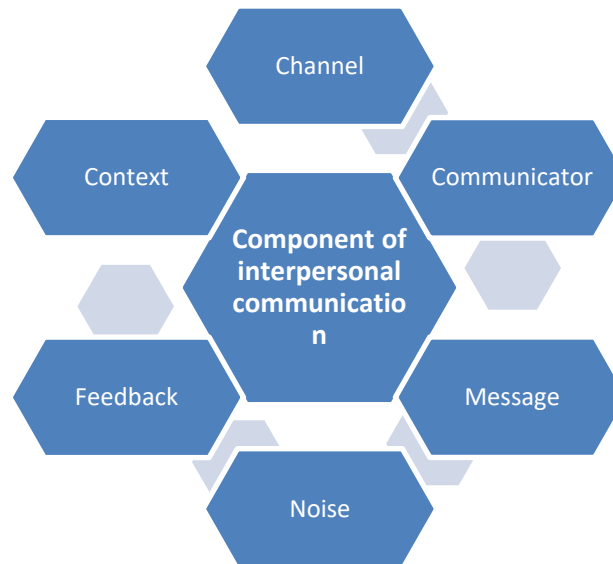 Channel
Context
Communicator
Component of
interpersonal
communicatio
n
Feedback
Message
Noise